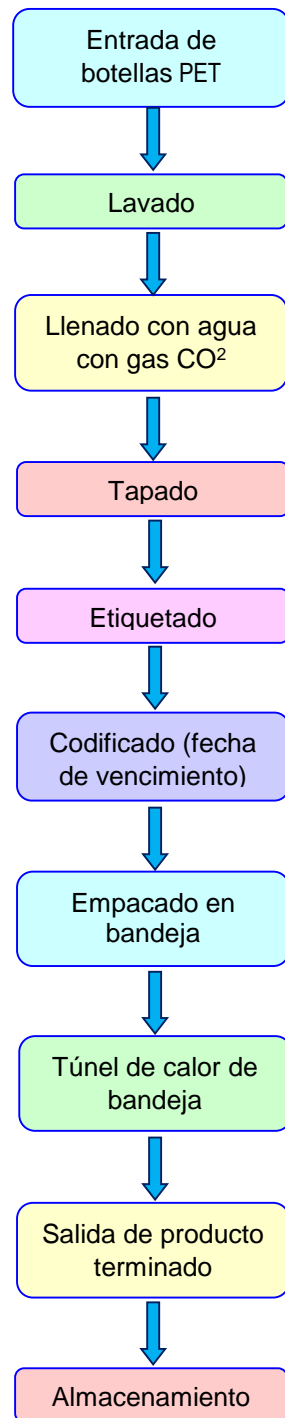 Entrada de
botellas PET
Lavado
Llenado con agua
con gas CO²
Tapado
Etiquetado
Codificado (fecha
de vencimiento)
Empacado en
bandeja
Túnel de calor de
bandeja
Salida de producto
terminado
Almacenamiento